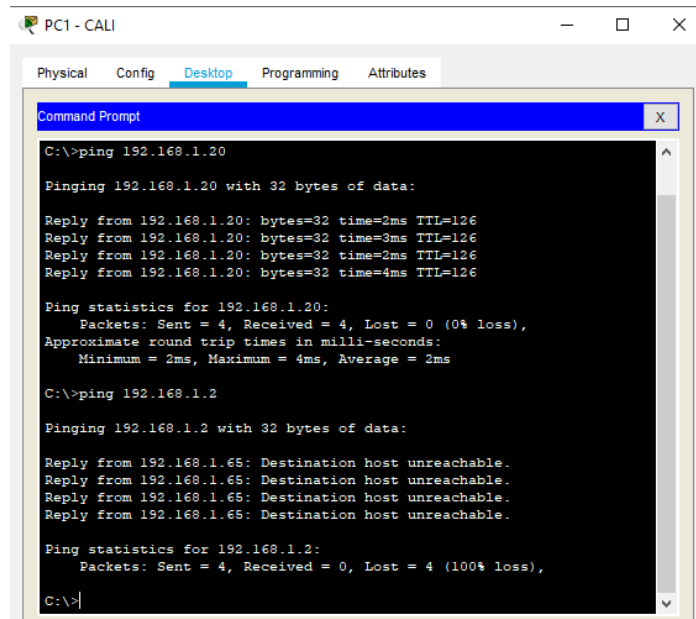 PC1 - CALI
Physical Config Desktop Programming Attributes
Command Prompt X
C:\>ping 192.168.1.20
Pinging 192.168.1.20 with 32 bytes of data:
Reply from 192.168.1.20: bytes=32 time=2ms TTL=126
Reply from 192.168.1.20: bytes=32 time=3ms TTL=126
Reply from 192.168.1.20: bytes=32 time=2ms TTL=126
Reply from 192.168.1.20: bytes=32 time=4ms TTL=126
Ping statistics for 192.168.1.20:
Packets: Sent = 4, Received = 4, Lost = 0 (0% loss),
Approximate round trip times in milli-seconds:
Minimum = 2ms, Maximum = 4ms, Average = 2ms
C:\>ping 192.168.1.2
Pinging 192.168.1.2 with 32 bytes of data:
Reply from 192.168.1.65: Destination host unreachable.
Reply from 192.168.1.65: Destination host unreachable.
Reply from 192.168.1.65: Destination host unreachable.
Reply from 192.168.1.65: Destination host unreachable.
Ping statistics for 192.168.1.2:
Packets: Sent = 4, Received = 0, Lost = 4 (100% loss),
C:\>